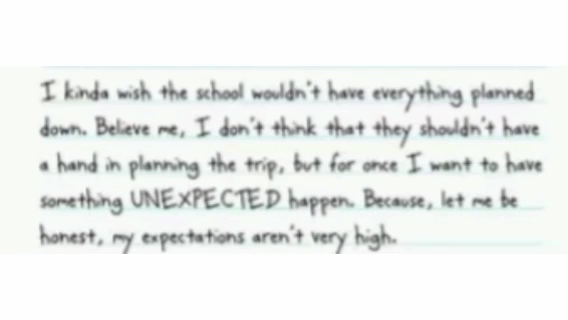 I kinda wish the school wouldn't have everything planned
down. Believe me, I don't think that they shouldn't have
a hand in planning the trip, but for once I want to have
something UNEXPECTED happen. Because, let me be
honest, my expectations aren't very high.